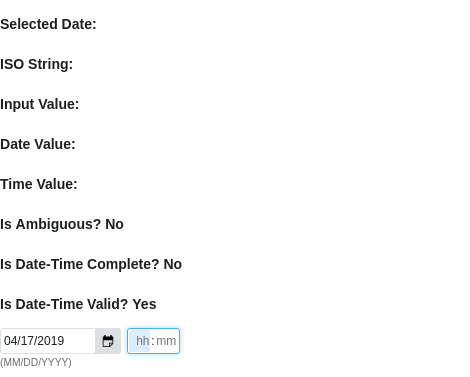 Selected Date:
ISO String:
Input Value:
Date Value:
Time Value:
Is Ambiguous? No
Is Date-Time Complete? No
Is Date-Time Valid? Yes
04/17/2019 hh:mm
(MM/DD/YYYY)